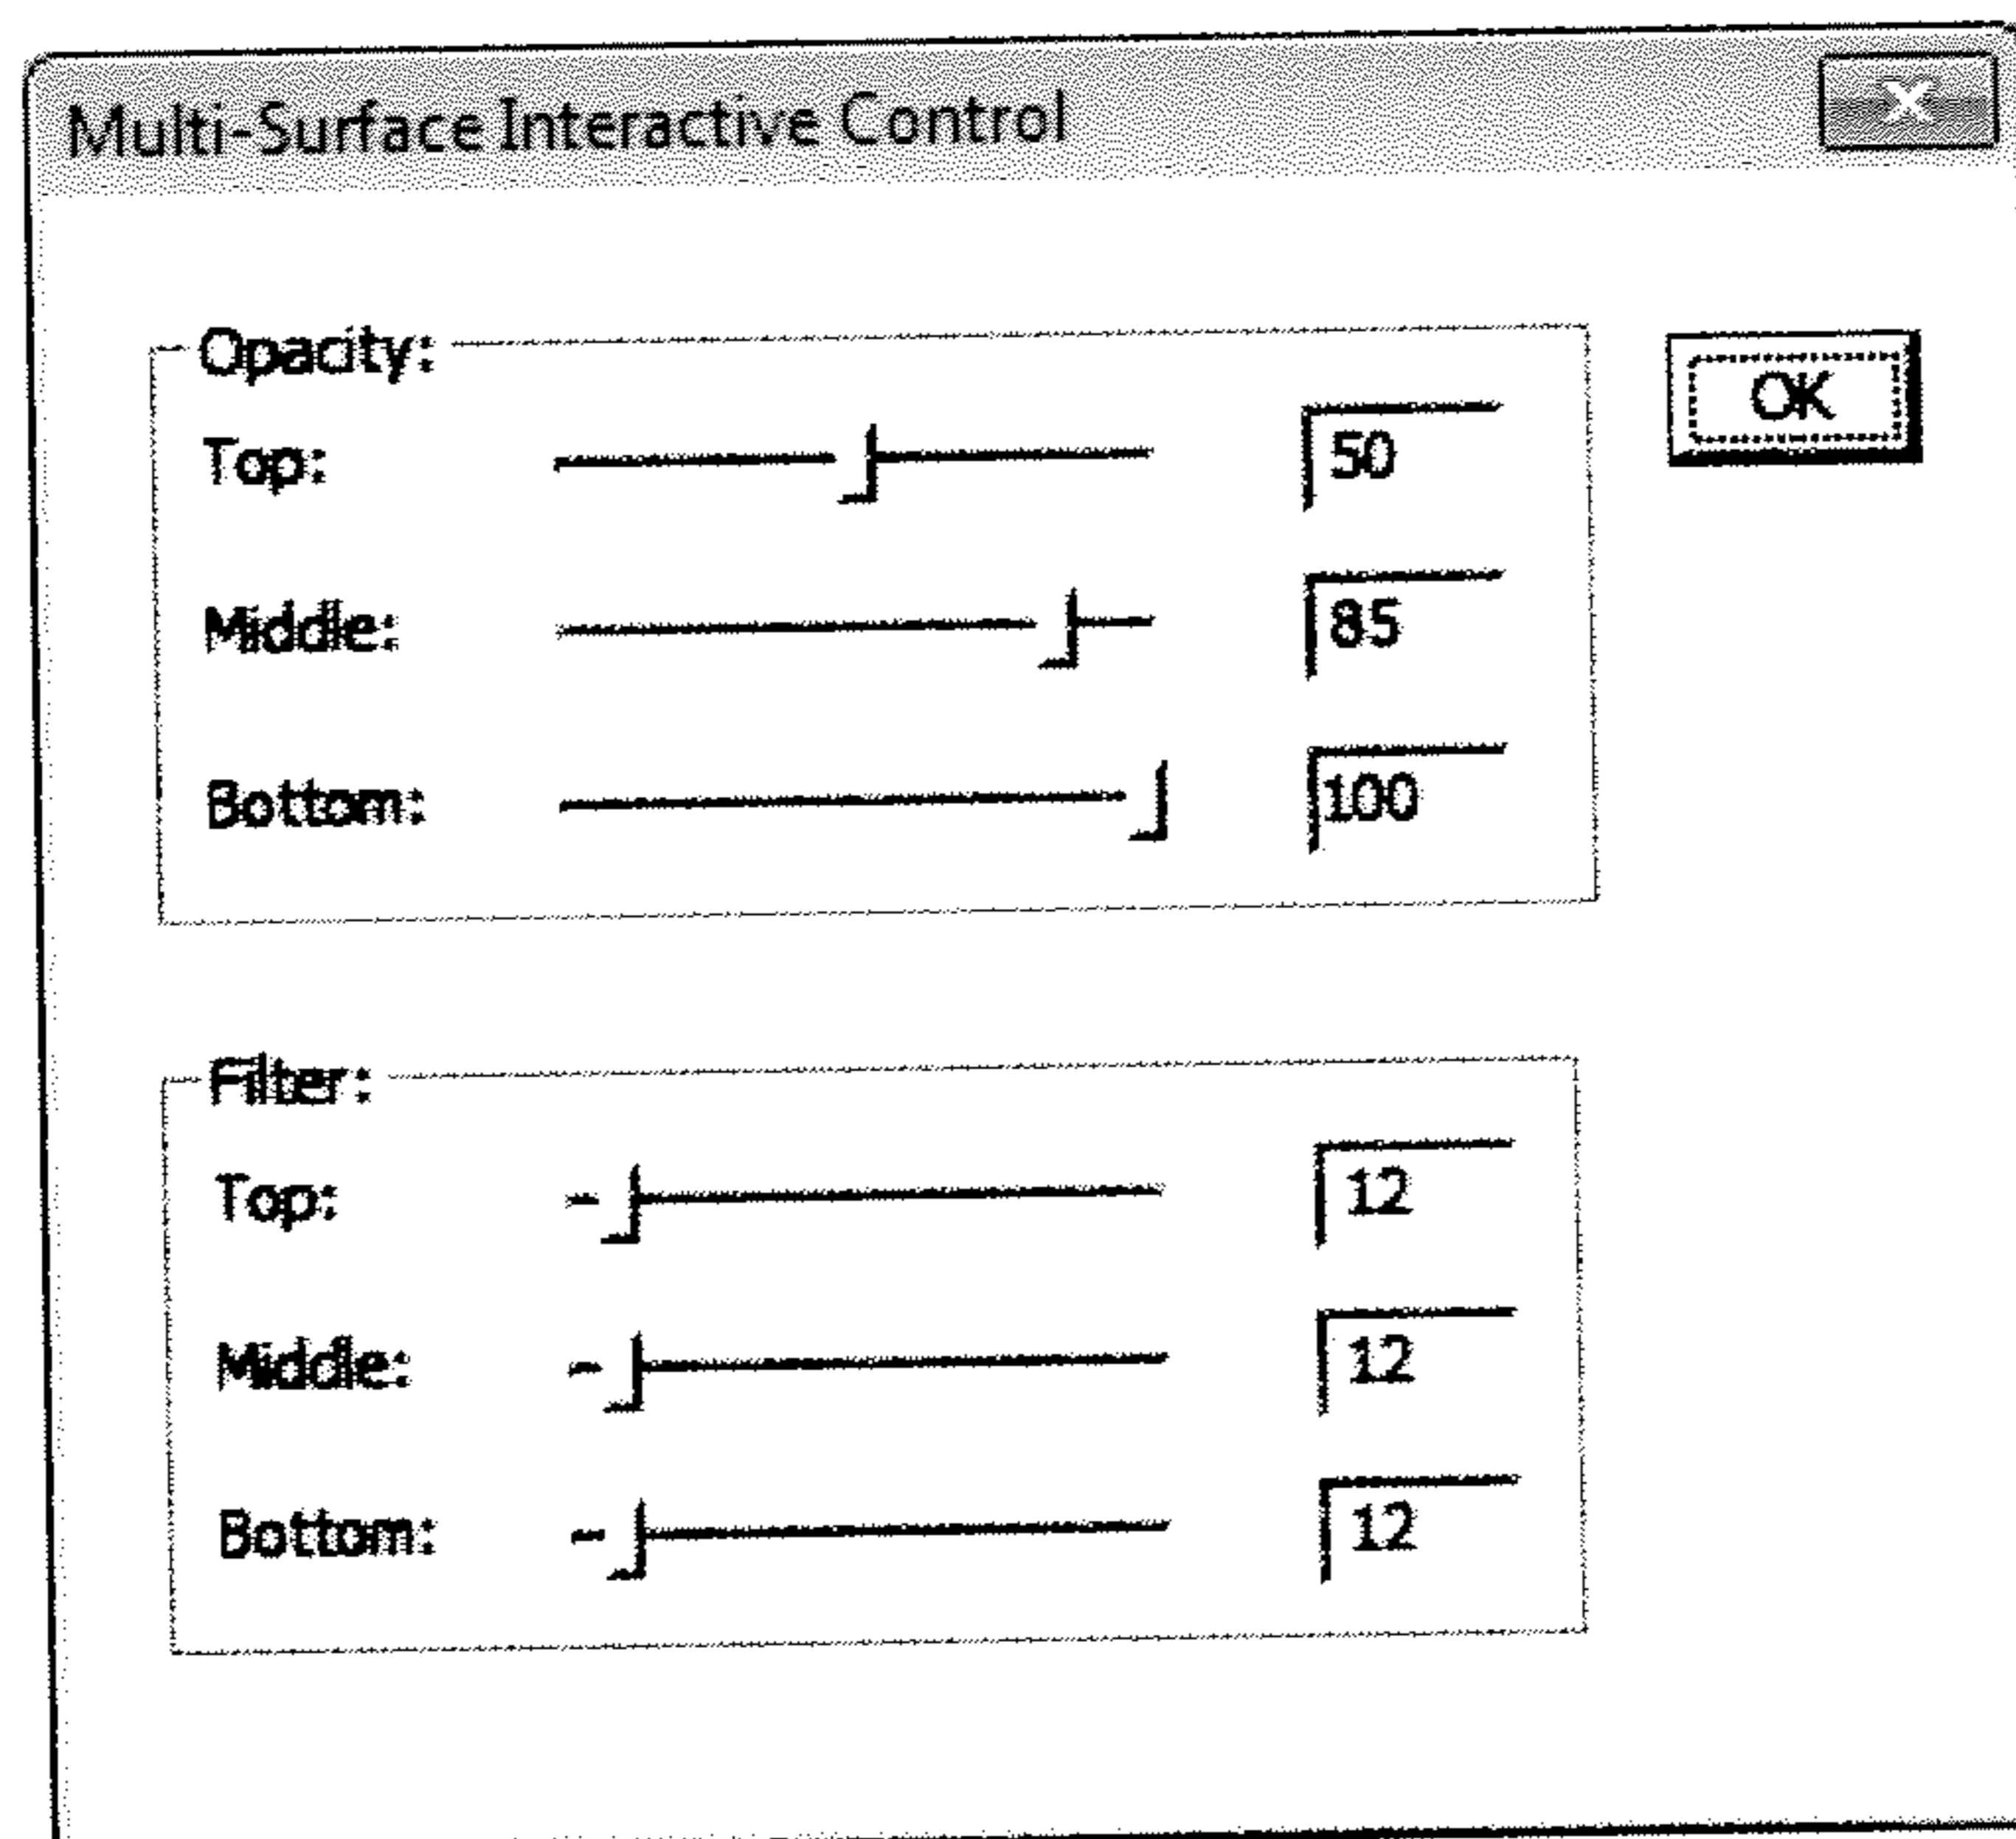 Multi-Surface Interactive Control X
Opacity:
OK
Top: 50
Middle: 85
Bottom: 100
Filter:
Top: 12
Middle: 12
Bottom: 12